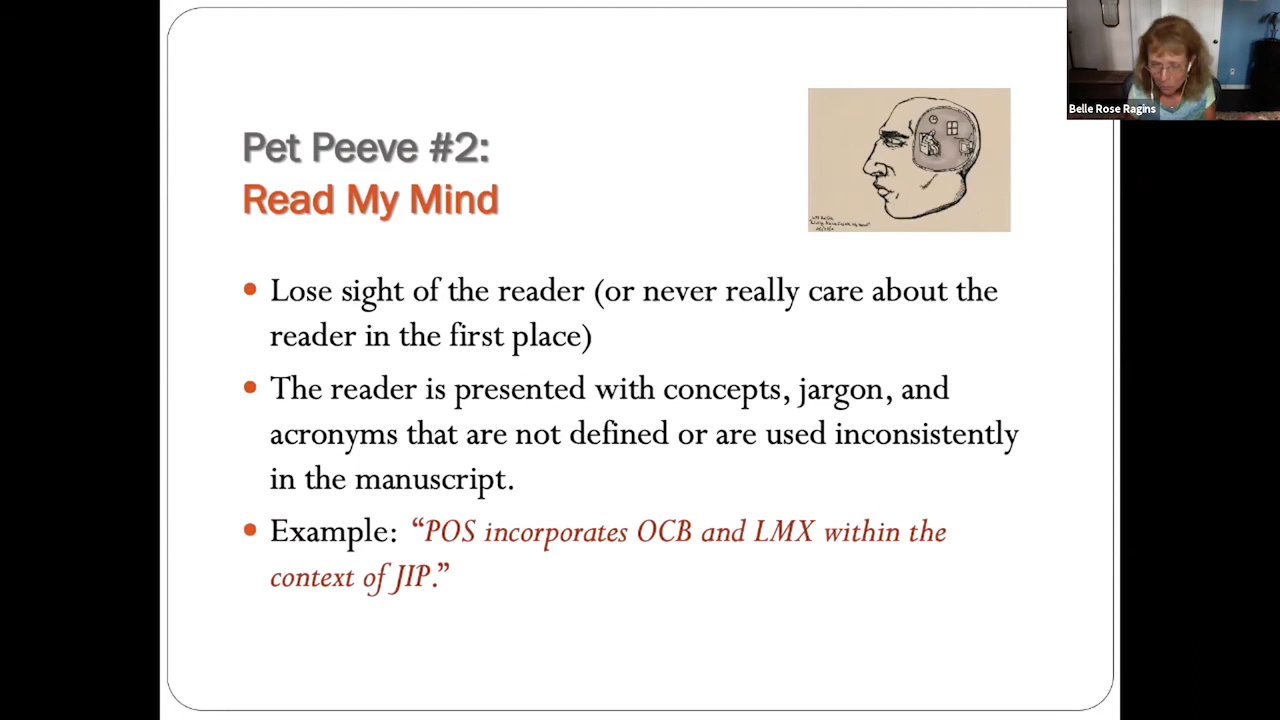 Belle Rose Ragins
Pet Peeve #2:
Read My Mind
• Lose sight of the reader (or never really care about the
reader in the first place)
• The reader is presented with concepts, jargon, and
acronyms that are not defined or are used inconsistently
in the manuscript.
• Example: “POS incorporates OCB and LMX within the
context of JIP.”